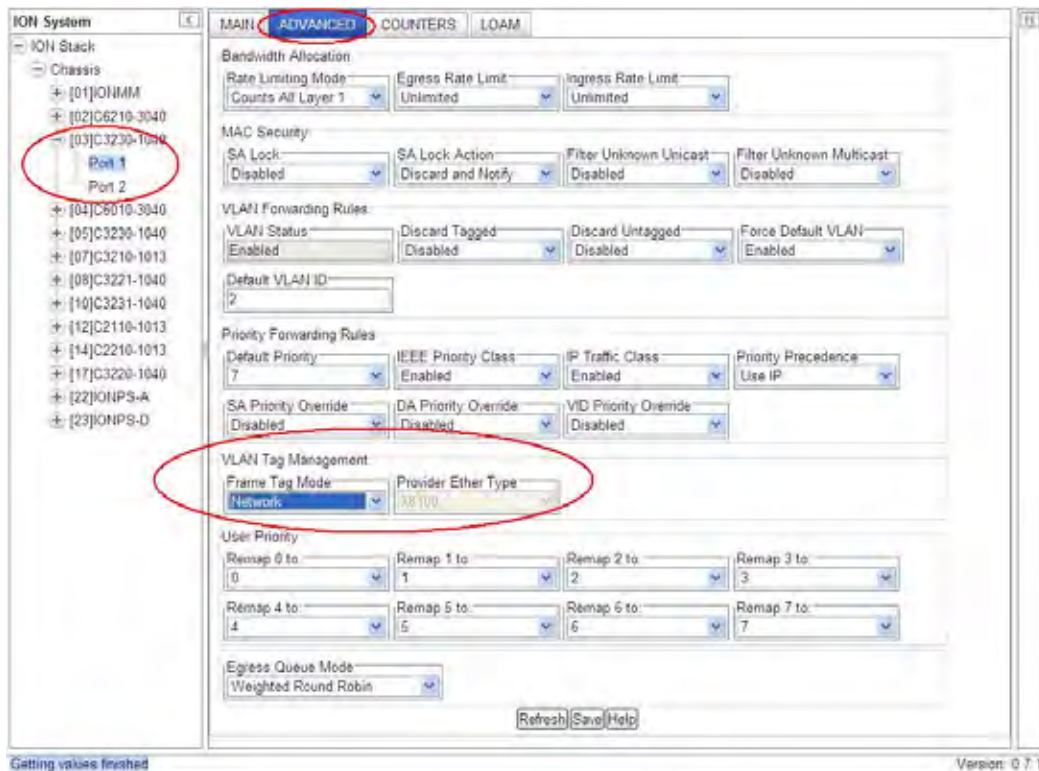 ION System
ION Stack
Chassis
[01]IONMM
[02]C6210-3040
[03]C3230-1040
Port 1
Port 2
[04]C6010-3040
[05]C3230-1040
[07]C3210-1013
[08]C3221-1040
[10]C3231-1040
[12]C2110-1013
[14]C2210-1013
[17]C3220-1040
[22]IONPS-A
[23]IONPS-D
MAIN ADVANCED COUNTERS LOAM
Bandwidth Allocation
Rate Limiting Mode Egress Rate Limit Ingress Rate Limit
Counts All Layer 1 Unlimited Unlimited
MAC Security
SA Lock SA Lock Action Filter Unknown Unicast Filter Unknown Multicast
Disabled Discard and Notify Disabled Disabled
VLAN Forwarding Rules
VLAN Status Discard Tagged Discard Untagged Force Default VLAN
Enabled Disabled Disabled Enabled
Default VLAN ID
2
Priority Forwarding Rules
Default Priority IEEE Priority Class IP Traffic Class Priority Precedence
7 Enabled Enabled Use IP
SA Priority Override DA Priority Override VID Priority Override
Disabled Disabled Disabled
VLAN Tag Management
Frame Tag Mode Provider Ether Type
Network X8100
User Priority
Remap 0 to Remap 1 to Remap 2 to Remap 3 to
0 1 2 3
Remap 4 to: Remap 5 to: Remap 6 to: Remap 7 to:
4 5 6 7
Egress Queue Mode
Weighted Round Robin
Refresh Save Help
Getting values finished
Version: 0.7.1